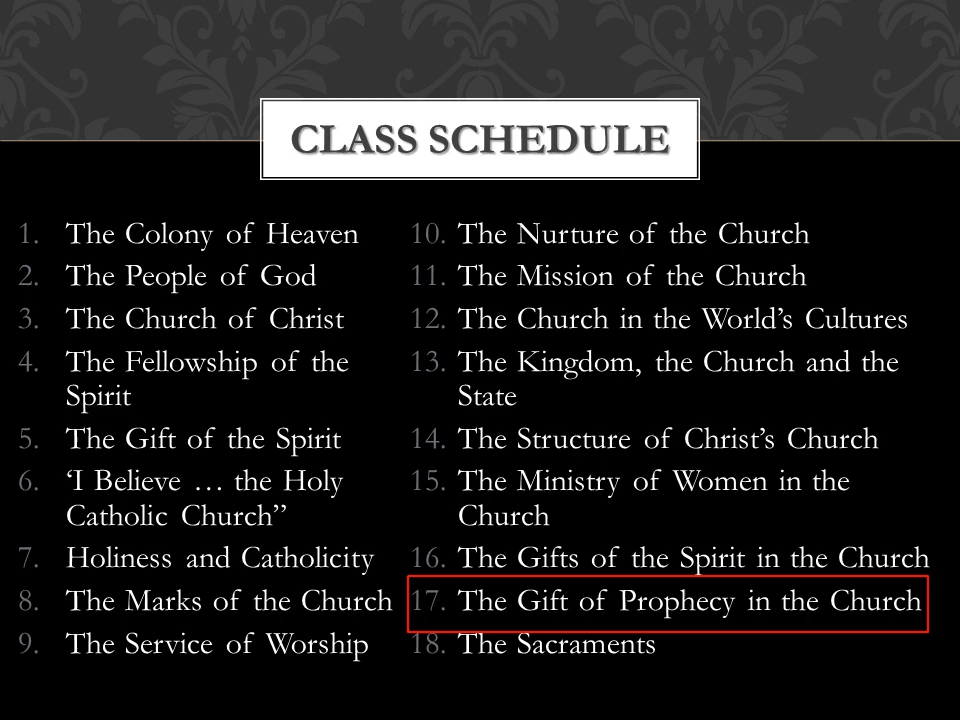 CLASS SCHEDULE
1. The Colony of Heaven
2. The People of God
3. The Church of Christ
4. The Fellowship of the
Spirit
5. The Gift of the Spirit
6. ‘I Believe … the Holy
Catholic Church”
7. Holiness and Catholicity
8. The Marks of the Church
9. The Service of Worship
10. The Nurture of the Church
11. The Mission of the Church
12. The Church in the World’s Cultures
13. The Kingdom, the Church and the
State
14. The Structure of Christ’s Church
15. The Ministry of Women in the
Church
16. The Gifts of the Spirit in the Church
17. The Gift of Prophecy in the Church
18. The Sacraments